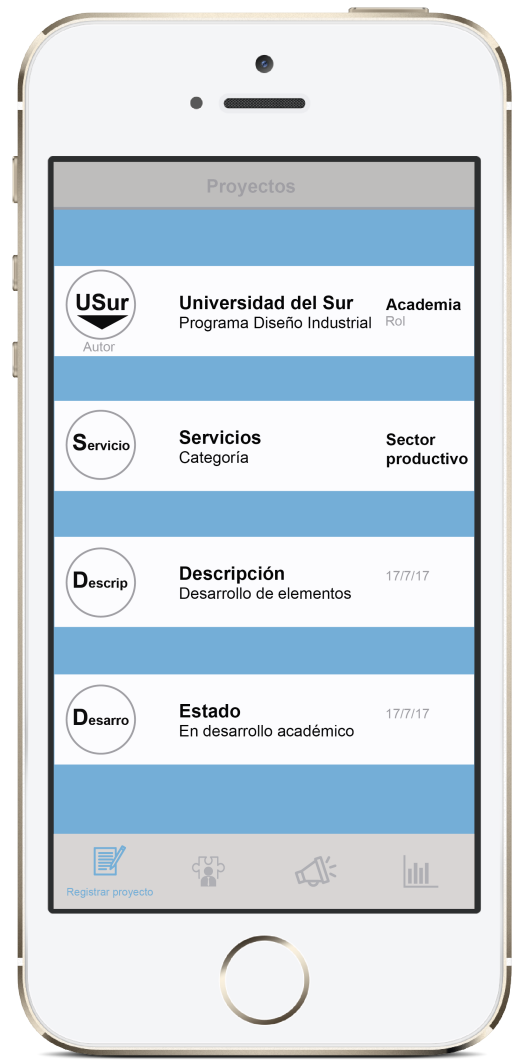 Proyectos
USur
Autor
Universidad del Sur
Programa Diseño Industrial
Academia
Rol
Servicio
Servicios
Categoría
Sector
productivo
Descrip
Descripción
Desarrollo de elementos
17/7/17
Desarro
Estado
En desarrollo académico
17/7/17
Registrar proyecto